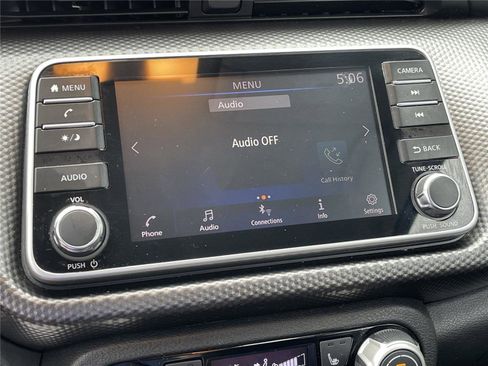 MENU
AUDIO
VOL
PUSH
MENU
5:06
Audio
Audio OFF
Call History
Phone
Audio
Connections
Info
Settings
CAMERA
BACK
TUNE·SCROLL
PUSH SOUND